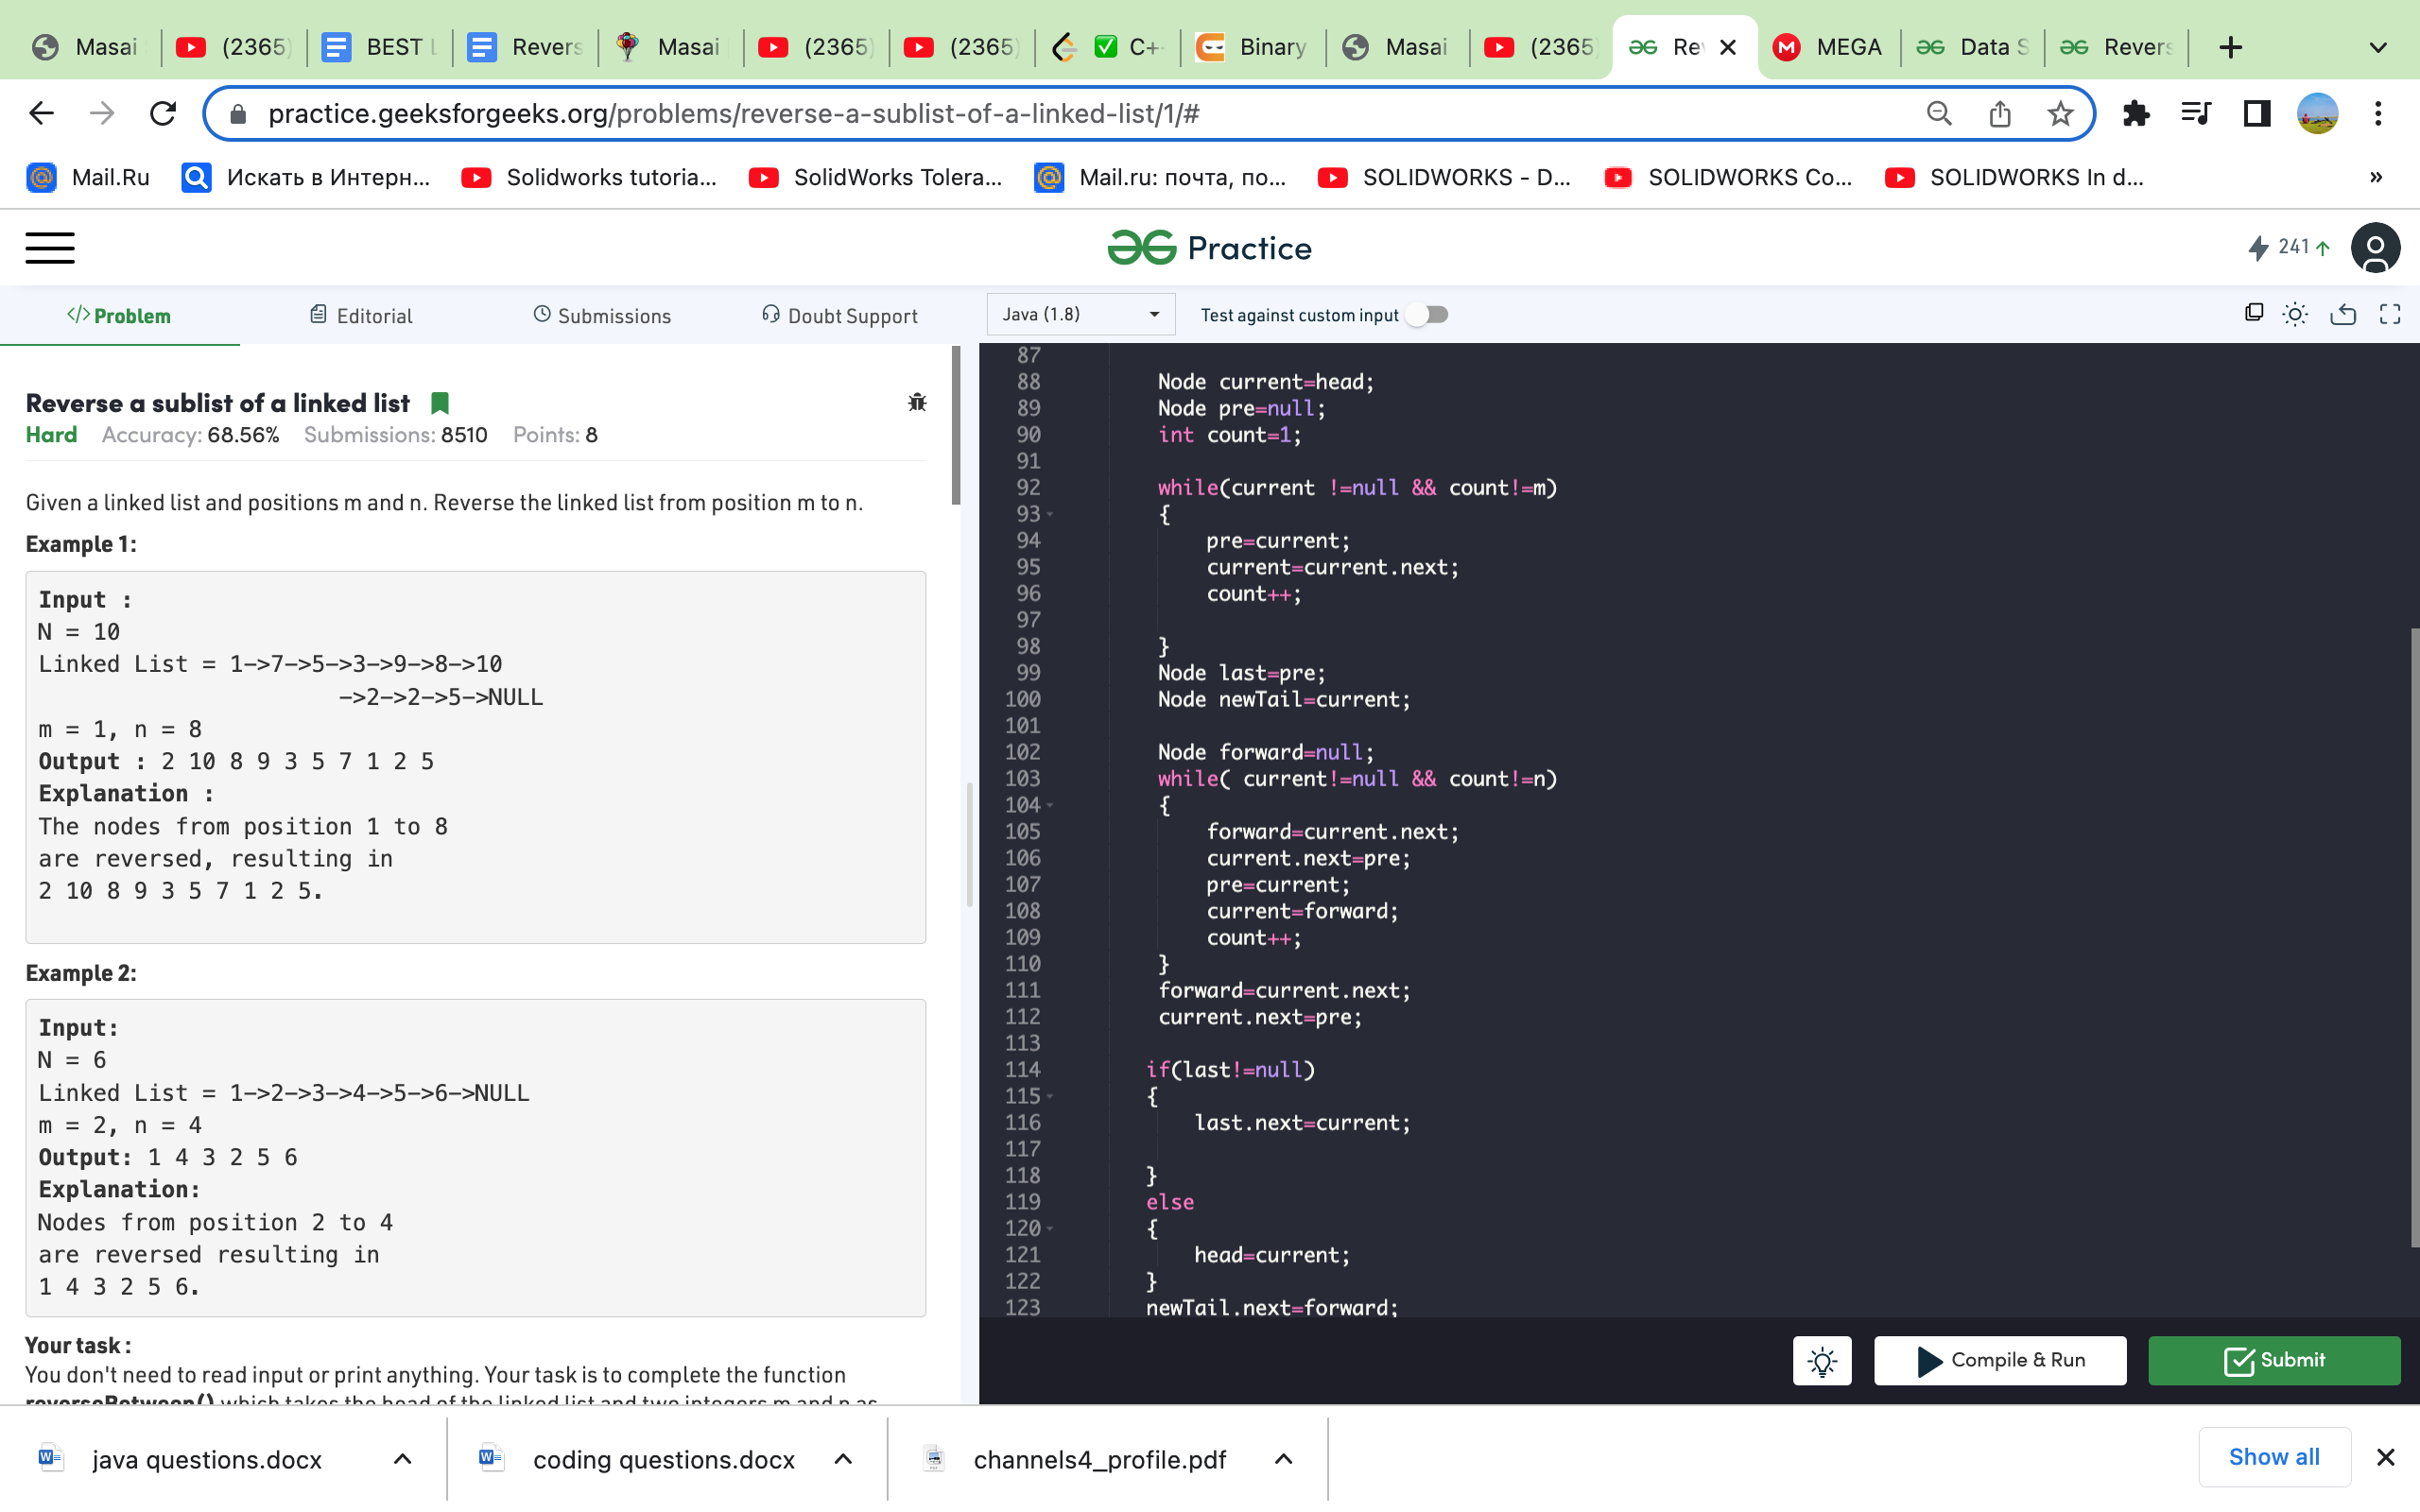 Masai
(2365)
BEST L
Revers
Masai
(2365)
(2365)
C+
Binary
Masai
(2365
Re
MEGA
Data S
Revers
practice.geeksforgeeks.org/problems/reverse-a-sublist-of-a-linked-list/1/#
Mail.Ru
Искать в Интерн...
Solidworks tutoria...
SolidWorks Tolera...
Mail.ru: почта, по...
SOLIDWORKS - D...
SOLIDWORKS Co...
SOLIDWORKS In d...
»
Practice
241
</> Problem
Editorial
Submissions
Doubt Support
Java (1.8)
Test against custom input
Reverse a sublist of a linked list
Hard Accuracy: 68.56% Submissions: 8510 Points: 8
Given a linked list and positions m and n. Reverse the linked list from position m to n.
Example 1:
Input :
N = 10
Linked List = 1->7->5->3->9->8->10
->2->2->5->NULL
m = 1, n = 8
Output : 2 10 8 9 3 5 7 1 2 5
Explanation :
The nodes from position 1 to 8
are reversed, resulting in
2 10 8 9 3 5 7 1 2 5.
Example 2:
Input:
N = 6
Linked List = 1->2->3->4->5->6->NULL
m = 2, n = 4
Output: 1 4 3 2 5 6
Explanation:
Nodes from position 2 to 4
are reversed resulting in
1 4 3 2 5 6.
Your task :
You don't need to read input or print anything. Your task is to complete the function
reverseBetween() which takes the head of the linked list and two integers m and n as
87
88 Node current=head;
89 Node pre=null;
90 int count=1;
91
92 while(current !=null && count!=m)
93 {
94 pre=current;
95 current=current.next;
96 count++;
97
98 }
99 Node last=pre;
100 Node newTail=current;
101
102 Node forward=null;
103 while( current!=null && count!=n)
104 {
105 forward=current.next;
106 current.next=pre;
107 pre=current;
108 current=forward;
109 count++;
110 }
111 forward=current.next;
112 current.next=pre;
113
114 if(last!=null)
115 {
116 last.next=current;
117
118 }
119 else
120 {
121 head=current;
122 }
123 newTail.next=forward;
Compile & Run
Submit
java questions.docx
coding questions.docx
channels4_profile.pdf
Show all